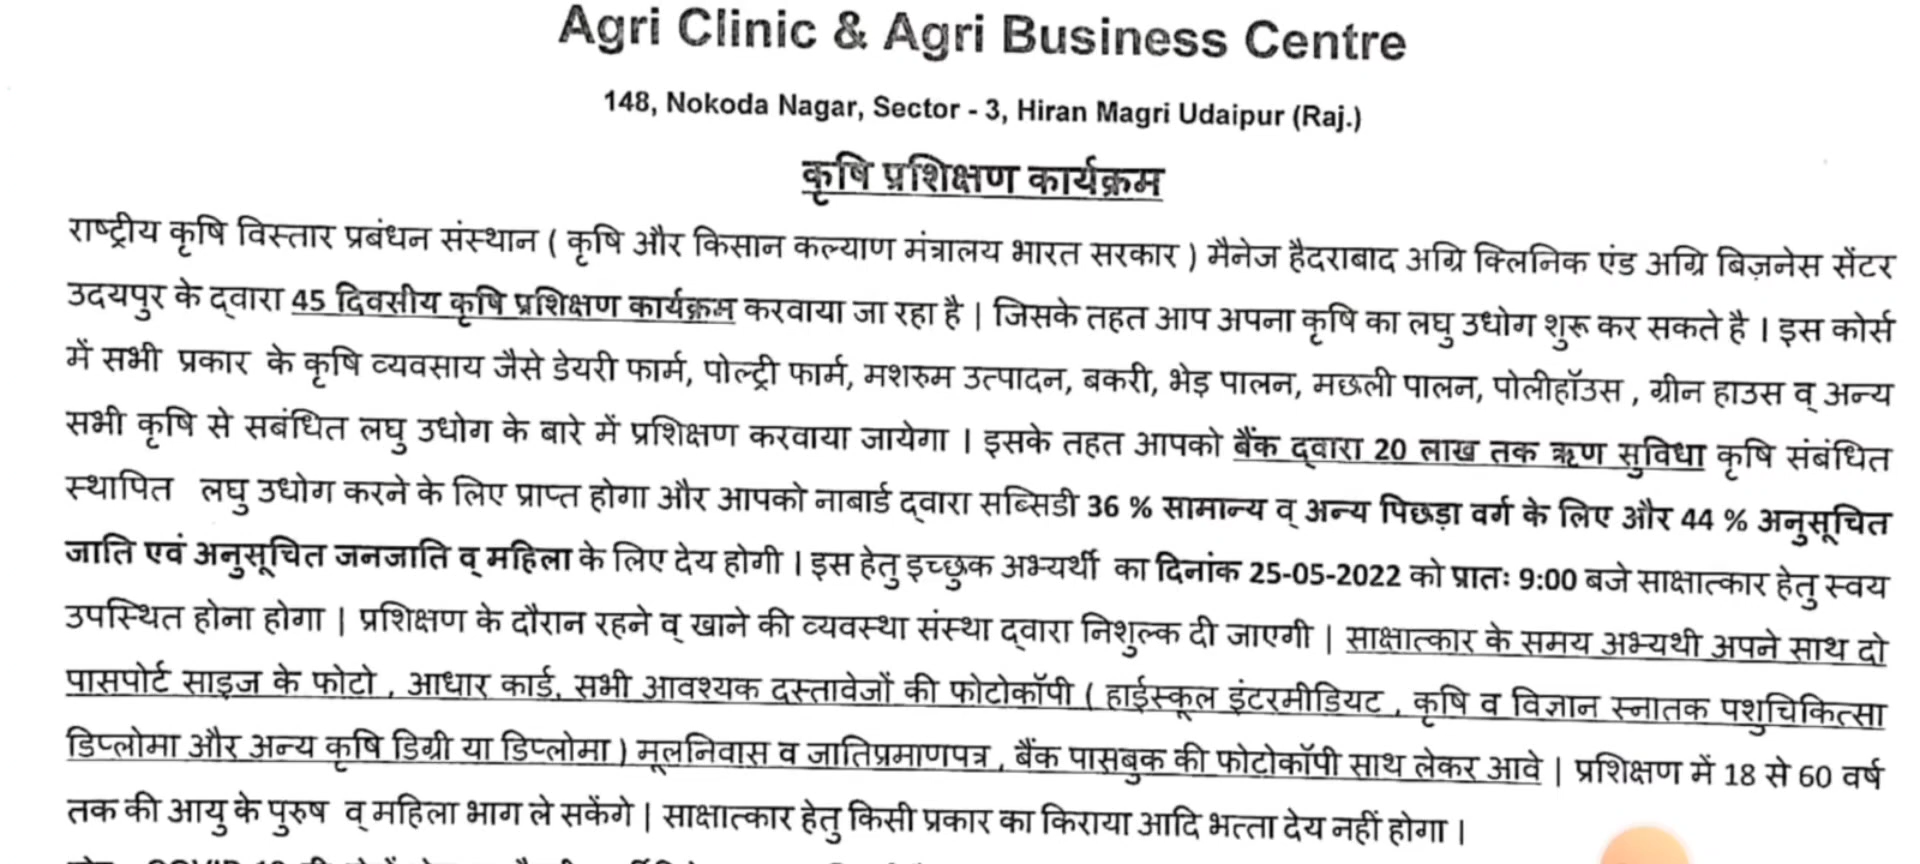 Agri Clinic & Agri Business Centre
148, Nokoda Nagar, Sector - 3, Hiran Magri Udaipur (Raj.)
कृषि प्रशिक्षण कार्यक्रम
राष्ट्रीय कृषि विस्तार प्रबंधन संस्थान ( कृषि और किसान कल्याण मंत्रालय भारत सरकार ) मैनेज हैदराबाद अग्रि क्लिनिक एंड अग्रि बिज़नेस सेंटर
उदयपुर के द्वारा 45 दिवसीय कृषि प्रशिक्षण कार्यक्रम करवाया जा रहा है | जिसके तहत आप अपना कृषि का लघु उधोग शुरू कर सकते है | इस कोर्स
में सभी प्रकार के कृषि व्यवसाय जैसे डेयरी फार्म, पोल्ट्री फार्म, मशरुम उत्पादन, बकरी, भेड़ पालन, मछली पालन, पोलीहॉउस , ग्रीन हाउस व् अन्य
सभी कृषि से सबंधित लघु उधोग के बारे में प्रशिक्षण करवाया जायेगा | इसके तहत आपको बैंक द्वारा 20 लाख तक ऋण सुविधा कृषि संबंधित
स्थापित लघु उधोग करने के लिए प्राप्त होगा और आपको नाबार्ड द्वारा सब्सिडी 36 % सामान्य व् अन्य पिछड़ा वर्ग के लिए और 44 % अनुसूचित
जाति एवं अनुसूचित जनजाति व् महिला के लिए देय होगी | इस हेतु इच्छुक अभ्यर्थी का दिनांक 25-05-2022 को प्रातः 9:00 बजे साक्षात्कार हेतु स्वय
उपस्थित होना होगा | प्रशिक्षण के दौरान रहने व् खाने की व्यवस्था संस्था द्वारा निशुल्क दी जाएगी | साक्षात्कार के समय अभ्यथी अपने साथ दो
पासपोर्ट साइज के फोटो , आधार कार्ड, सभी आवश्यक दस्तावेजों की फोटोकॉपी ( हाईस्कूल इंटरमीडियट , कृषि व विज्ञान स्नातक पशुचिकित्सा
डिप्लोमा और अन्य कृषि डिग्री या डिप्लोमा ) मूलनिवास व जातिप्रमाणपत्र , बैंक पासबुक की फोटोकॉपी साथ लेकर आवे | प्रशिक्षण में 18 से 60 वर्ष
तक की आयु के पुरुष व् महिला भाग ले सकेंगे | साक्षात्कार हेतु किसी प्रकार का किराया आदि भत्ता देय नहीं होगा |